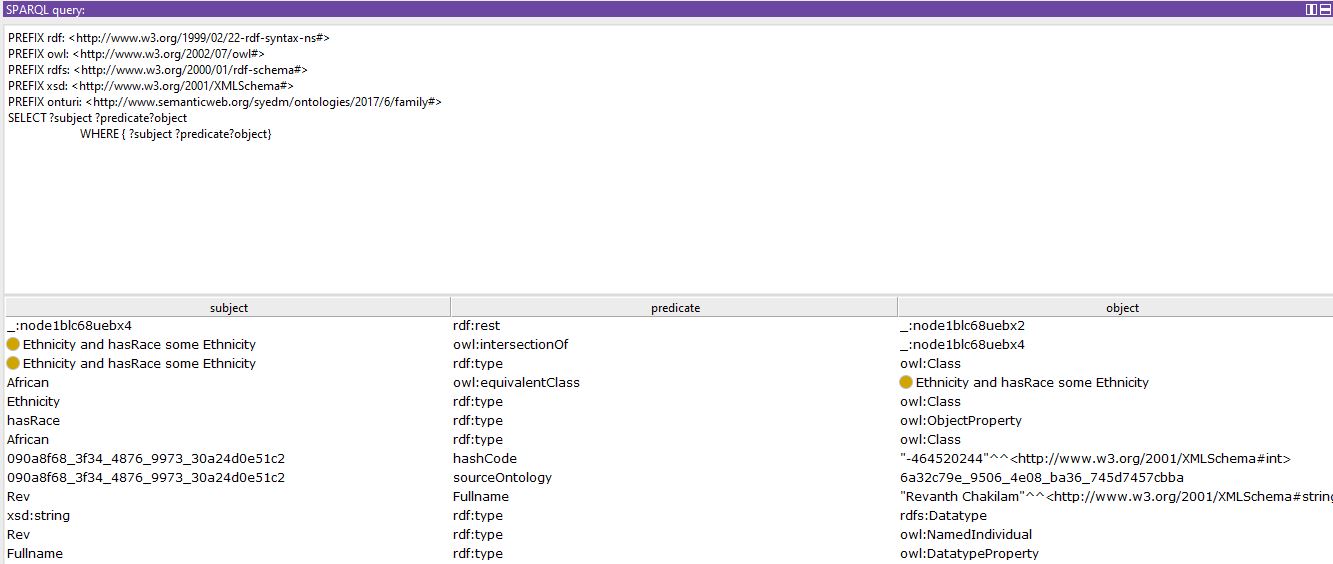 SPARQL query:
PREFIX rdf: <http://www.w3.org/1999/02/22-rdf-syntax-ns#>
PREFIX owl: <http://www.w3.org/2002/07/owl#>
PREFIX rdfs: <http://www.w3.org/2000/01/rdf-schema#>
PREFIX xsd: <http://www.w3.org/2001/XMLSchema#>
PREFIX onturi: <http://www.semanticweb.org/syedm/ontologies/2017/6/family#>
SELECT ?subject ?predicate?object
WHERE { ?subject ?predicate?object}
subject predicate object
_:node1blc68uebx4 rdf:rest _:node1blc68uebx2
Ethnicity and hasRace some Ethnicity owl:intersectionOf _:node1blc68uebx4
Ethnicity and hasRace some Ethnicity rdf:type owl:Class
African owl:equivalentClass Ethnicity and hasRace some Ethnicity
Ethnicity rdf:type owl:Class
hasRace rdf:type owl:ObjectProperty
African rdf:type owl:Class
090a8f68_3f34_4876_9973_30a24d0e51c2 hashCode "-464520244"^^<http://www.w3.org/2001/XMLSchema#int>
090a8f68_3f34_4876_9973_30a24d0e51c2 sourceOntology 6a32c79e_9506_4e08_ba36_745d7457cbba
Rev Fullname "Revanth Chakilam"^^<http://www.w3.org/2001/XMLSchema#string
xsd:string rdf:type rdfs:Datatype
Rev rdf:type owl:NamedIndividual
Fullname rdf:type owl:DatatypeProperty